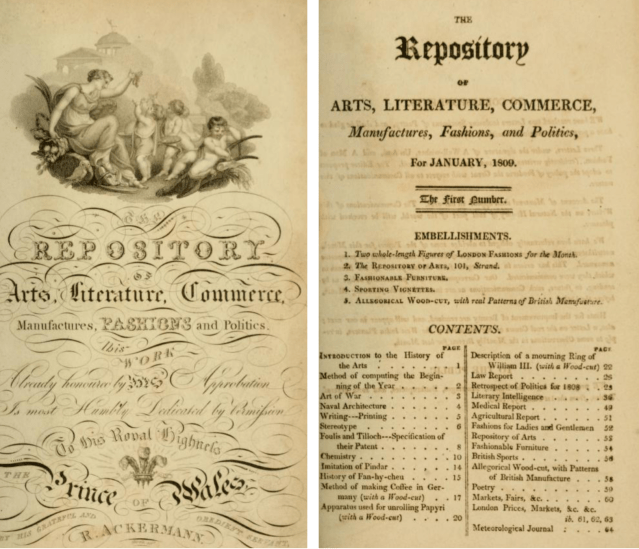 THE
REPOSITORY
OF
Arts, Literature, Commerce,
Manufactures, FASHIONS and Politics.
This
WORK
Already honoured by HIS Approbation
Is most Humbly Dedicated by Permission
To His Royal Highness
THE
Prince OF Wales
BY HIS GRATEFUL AND OBEDIENT SERVANT,
R. ACKERMANN.
THE
Repository
OF
ARTS, LITERATURE, COMMERCE,
Manufactures, Fashions, and Politics,
For JANUARY, 1809.
The First Number.
EMBELLISHMENTS.
1. Two whole-length Figures of LONDON FASHIONS for the Month.
2. The REPOSITORY OF ARTS, 101, Strand.
3. FASHIONABLE FURNITURE.
4. SPORTING VIGNETTES.
5. ALLEGORICAL WOOD-CUT, with real Patterns of British Manufacture.
CONTENTS.
PAGE
INTRODUCTION to the History of
the Arts . . . . . 1
Method of computing the Begin-
ning of the Year . . . . 2
Art of War . . . . . 3
Naval Architecture . . . . 4
Writing—Printing . . . . 5
Stereotype . . . . . 6
Foulis and Tilloch—Specification of
their Patent . . . . 8
Chemistry . . . . . 10
Imitation of Pindar . . . . 14
History of Fan-hy-cheu . . . 15
Method of making Coffee in Ger-
many (with a Wood-cut) . . 17
Apparatus used for unrolling Papyri
(with a Wood-cut) . . . . 20
PAGE
Description of a mourning Ring of
William III. (with a Wood-cut) 22
Law Report . . . . . 26
Retrospect of Politics for 1808 . . 28
Literary Intelligence . . . 36
Medical Report . . . . 49
Agricultural Report . . . . 51
Fashions for Ladies and Gentlemen 52
Repository of Arts . . . . 53
Fashionable Furniture . . . 54
British Sports . . . . 56
Allegorical Wood-cut, with Patterns
of British Manufacture . . 58
Poetry . . . . . 59
Markets, Fairs, &c. . . . 60
London Prices, Markets, &c. &c.
ib. 61, 62, 63
Meteorological Journal . . . 64